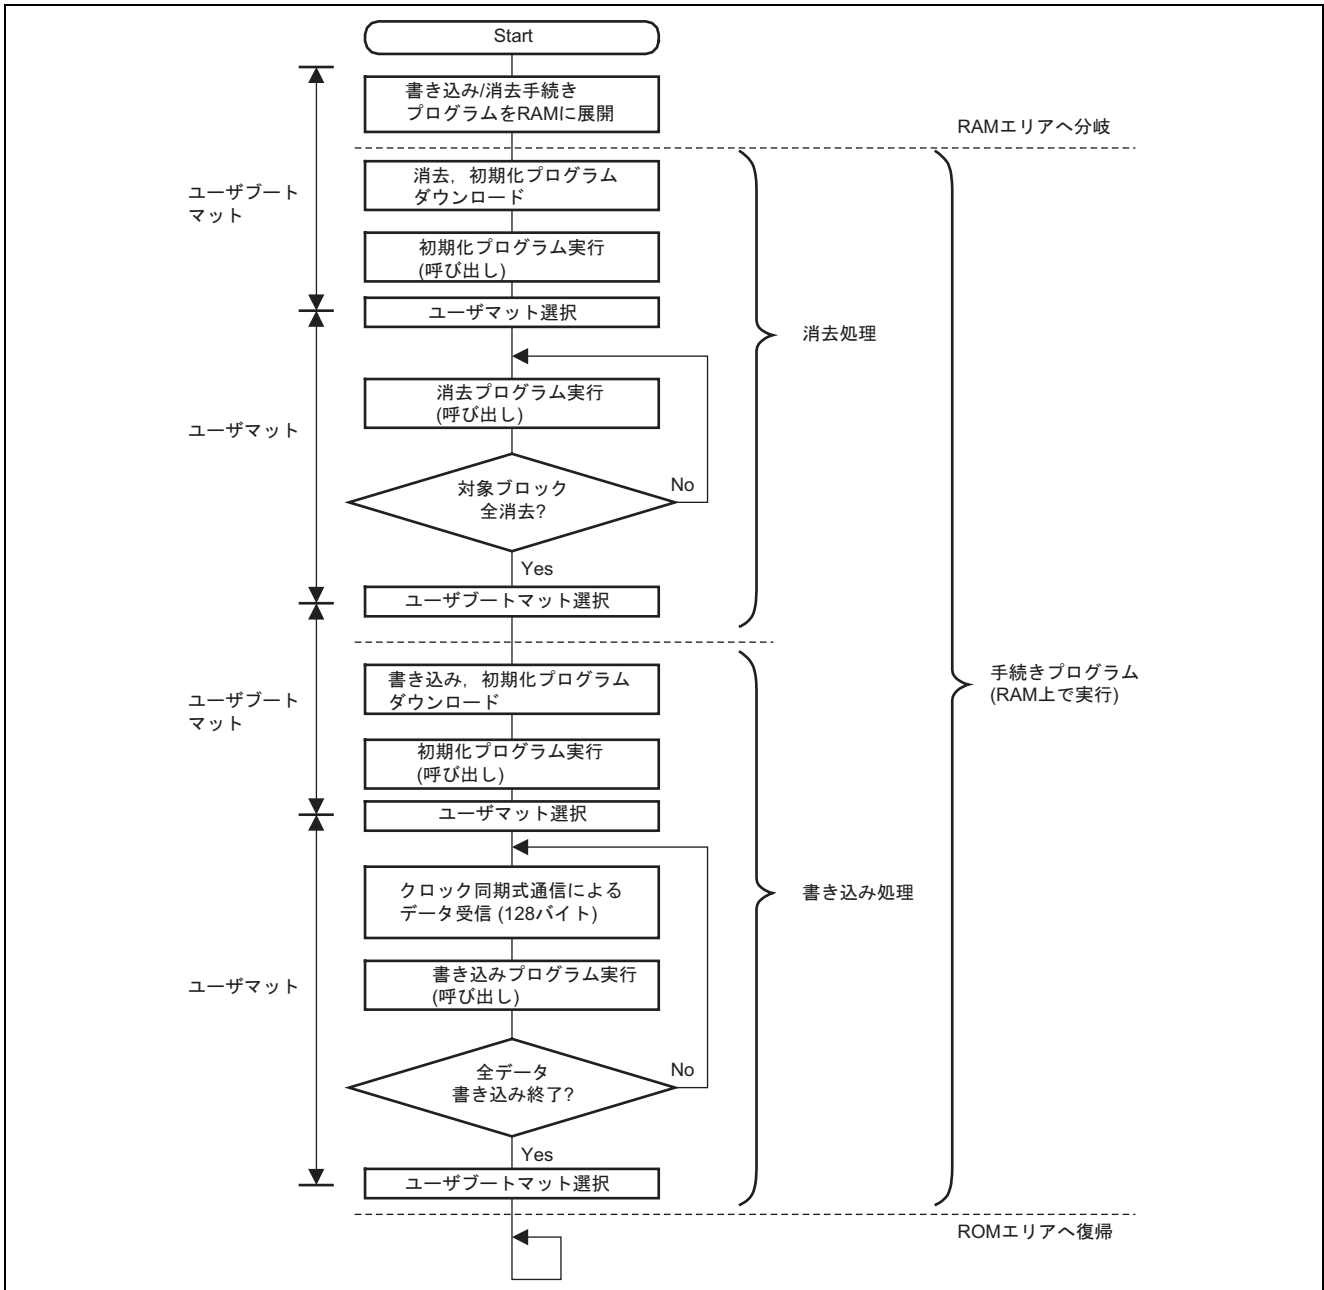 Start
書き込み/消去手続き
プログラムをRAMに展開
RAMエリアへ分岐
消去，初期化プログラム
ダウンロード
ユーザブート
マット
初期化プログラム実行
(呼び出し)
ユーザマット選択
消去処理
消去プログラム実行
(呼び出し)
ユーザマット
対象ブロック
全消去?
No
Yes
ユーザブートマット選択
書き込み，初期化プログラム
ダウンロード
ユーザブート
マット
手続きプログラム
(RAM上で実行)
初期化プログラム実行
(呼び出し)
ユーザマット選択
クロック同期式通信による
データ受信 (128バイト)
書き込み処理
書き込みプログラム実行
(呼び出し)
ユーザマット
全データ
書き込み終了?
No
Yes
ユーザブートマット選択
ROMエリアへ復帰